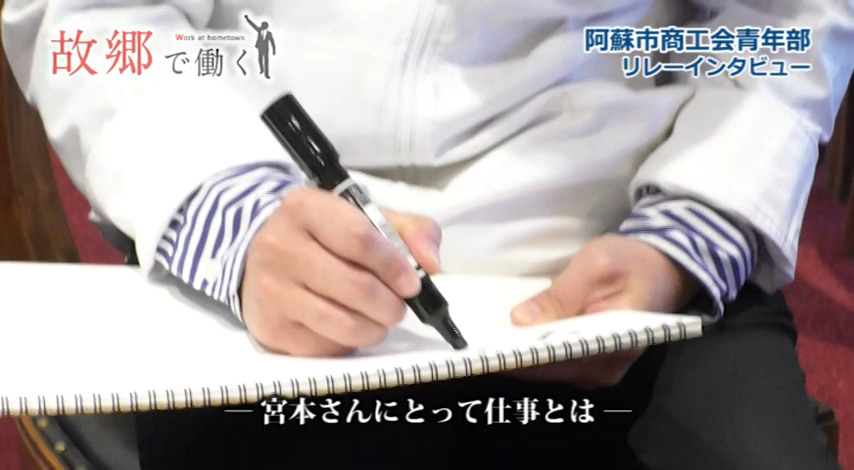 故郷で働く
Work at hometown
阿蘇市商工会青年部
リレーインタビュー
― 宮本さんにとって仕事とは ―